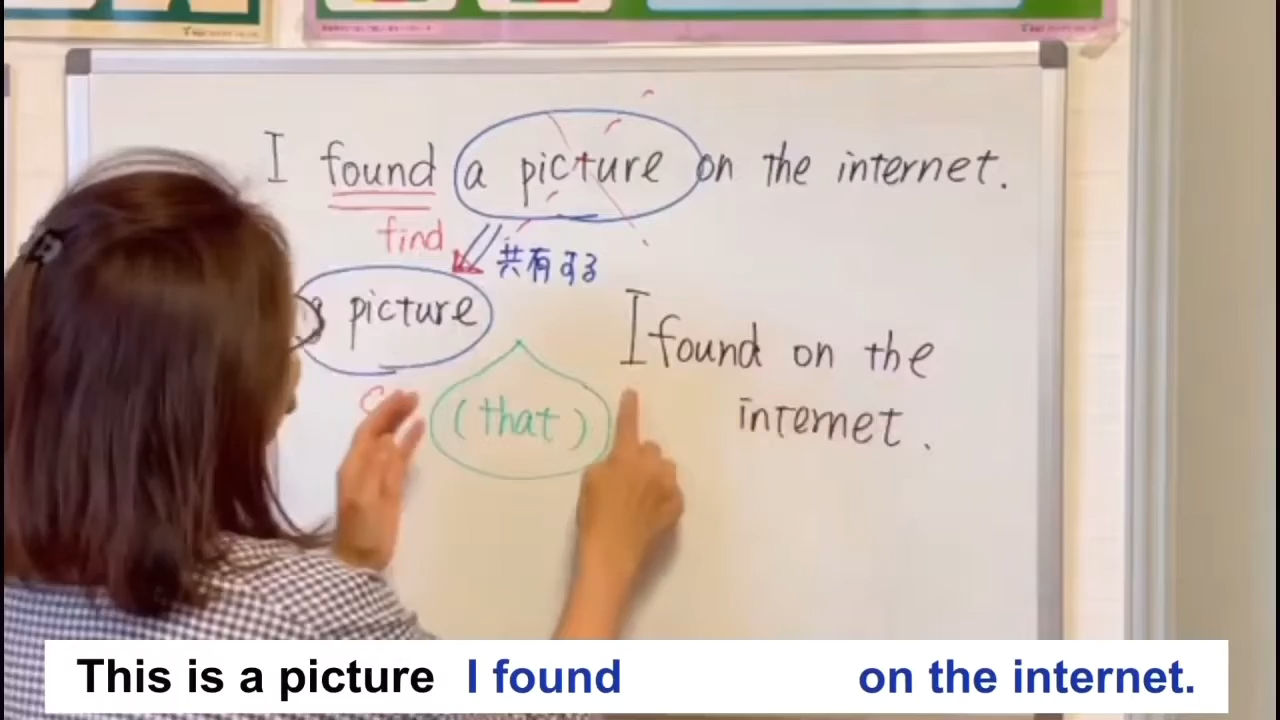 I found a picture on the internet.
find
共有する
picture
I found on the
(that)
internet.
This is a picture I found on the internet.